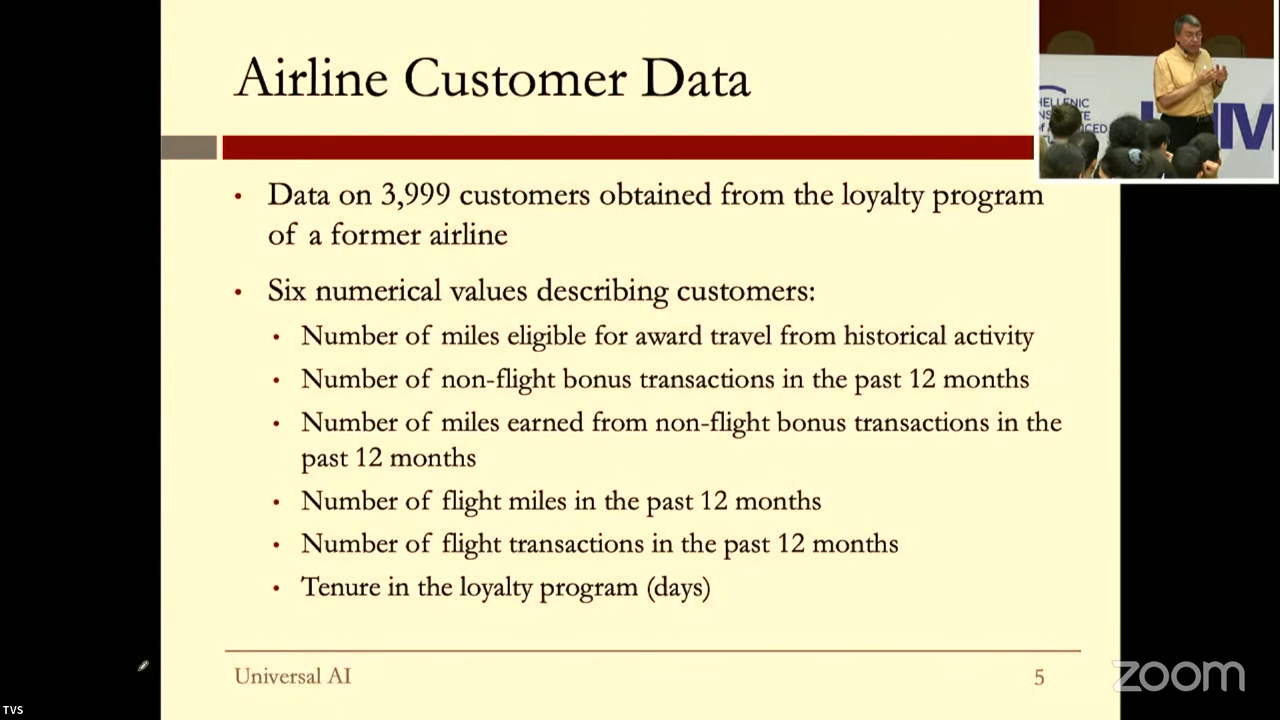 Airline Customer Data
• Data on 3,999 customers obtained from the loyalty program
of a former airline
• Six numerical values describing customers:
• Number of miles eligible for award travel from historical activity
• Number of non-flight bonus transactions in the past 12 months
• Number of miles earned from non-flight bonus transactions in the
past 12 months
• Number of flight miles in the past 12 months
• Number of flight transactions in the past 12 months
• Tenure in the loyalty program (days)
Universal AI
5
HELLENIC
zoom
TVS